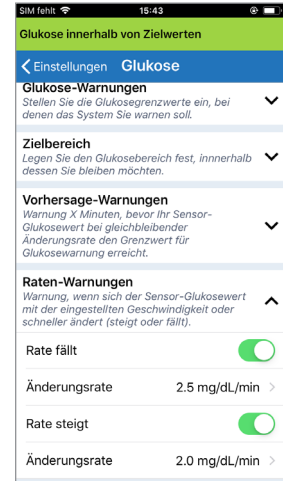 SIM fehlt 15:43
Glukose innerhalb von Zielwerten
Einstellungen Glukose
Glukose-Warnungen
Stellen Sie die Glukosegrenzwerte ein, bei
denen das System Sie warnen soll.
Zielbereich
Legen Sie den Glukosebereich fest, innnerhalb
dessen Sie bleiben möchten.
Vorhersage-Warnungen
Warnung X Minuten, bevor Ihr Sensor-
Glukosewert bei gleichbleibender
Änderungsrate den Grenzwert für
Glukosewarnung erreicht.
Raten-Warnungen
Warnung, wenn sich der Sensor-Glukosewert
mit der eingestellten Geschwindigkeit oder
schneller ändert (steigt oder fällt).
Rate fällt
Änderungsrate 2.5 mg/dL/min
Rate steigt
Änderungsrate 2.0 mg/dL/min